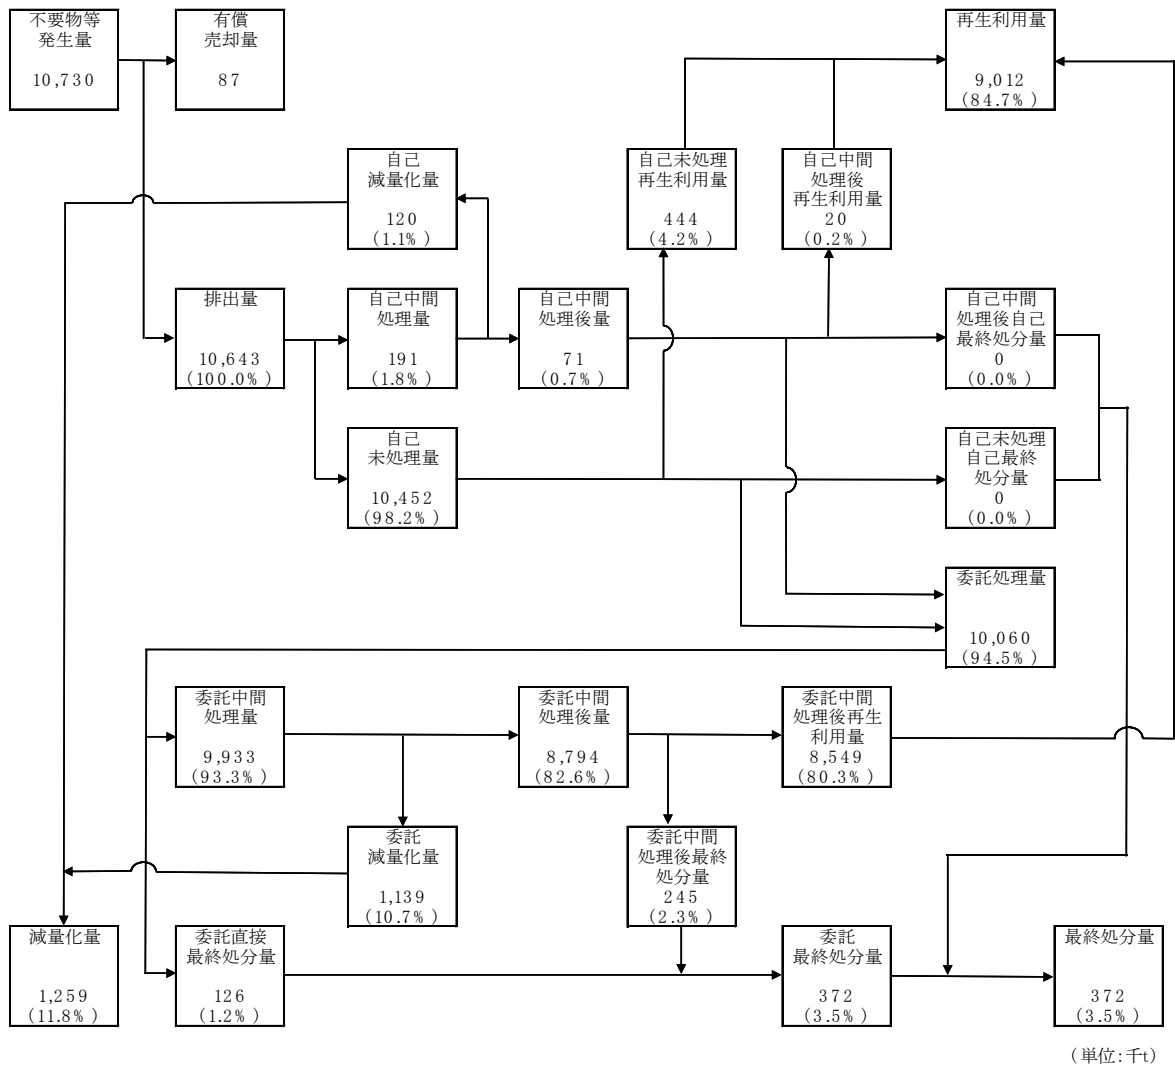 不要物等
発生量
10,730
有償
売却量
87
再生利用量
9,012
(84.7%)
自己
減量化量
120
(1.1%)
自己未処理
再生利用量
444
(4.2%)
自己中間
処理後
再生利用量
20
(0.2%)
排出量
10,643
(100.0%)
自己中間
処理量
191
(1.8%)
自己中間
処理後量
71
(0.7%)
自己中間
処理後自己
最終処分量
0
(0.0%)
自己
未処理量
10,452
(98.2%)
自己未処理
自己最終
処分量
0
(0.0%)
委託処理量
10,060
(94.5%)
委託中間
処理量
9,933
(93.3%)
委託中間
処理後量
8,794
(82.6%)
委託中間
処理後再生
利用量
8,549
(80.3%)
委託
減量化量
1,139
(10.7%)
委託中間
処理後最終
処分量
245
(2.3%)
減量化量
1,259
(11.8%)
委託直接
最終処分量
126
(1.2%)
委託
最終処分量
372
(3.5%)
最終処分量
372
(3.5%)
(単位:千t)